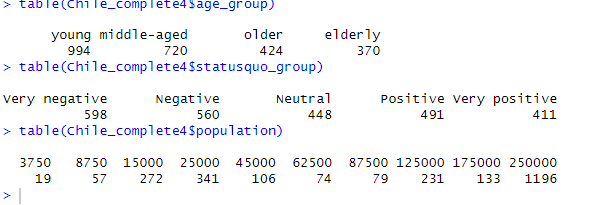 > table(Chile_complete4$age_group)
young middle-aged older elderly
994 720 424 370
> table(Chile_complete4$statusquo_group)
Very negative Negative Neutral Positive Very positive
598 560 448 491 411
> table(Chile_complete4$population)
3750 8750 15000 25000 45000 62500 87500 125000 175000 250000
19 57 272 341 106 74 79 231 133 1196
>